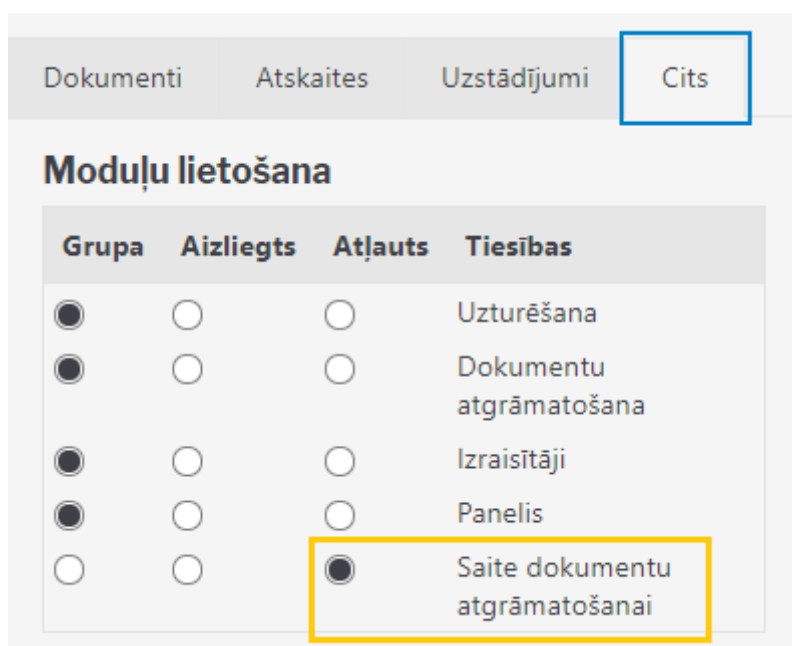 Dokumenti Atskaites Uzstādījumi Cits
Moduļu lietošana
Grupa Aizliegts Atļauts Tiesības
Uzturēšana
Dokumentu
atgrāmatošana
Izraisītāji
Panelis
Saite dokumentu
atgrāmatošanai